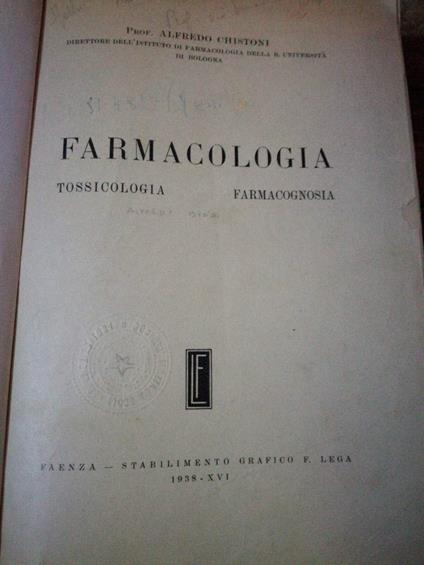 PROF. ALFREDO CHISTONI
DIRETTORE DELL'ISTITUTO DI FARMACOLOGIA DELLA R. UNIVERSITÀ
DI BOLOGNA
FARMACOLOGIA
TOSSICOLOGIA FARMACOGNOSIA
LF
FAENZA — STABILIMENTO GRAFICO F. LEGA
1938 - XVI